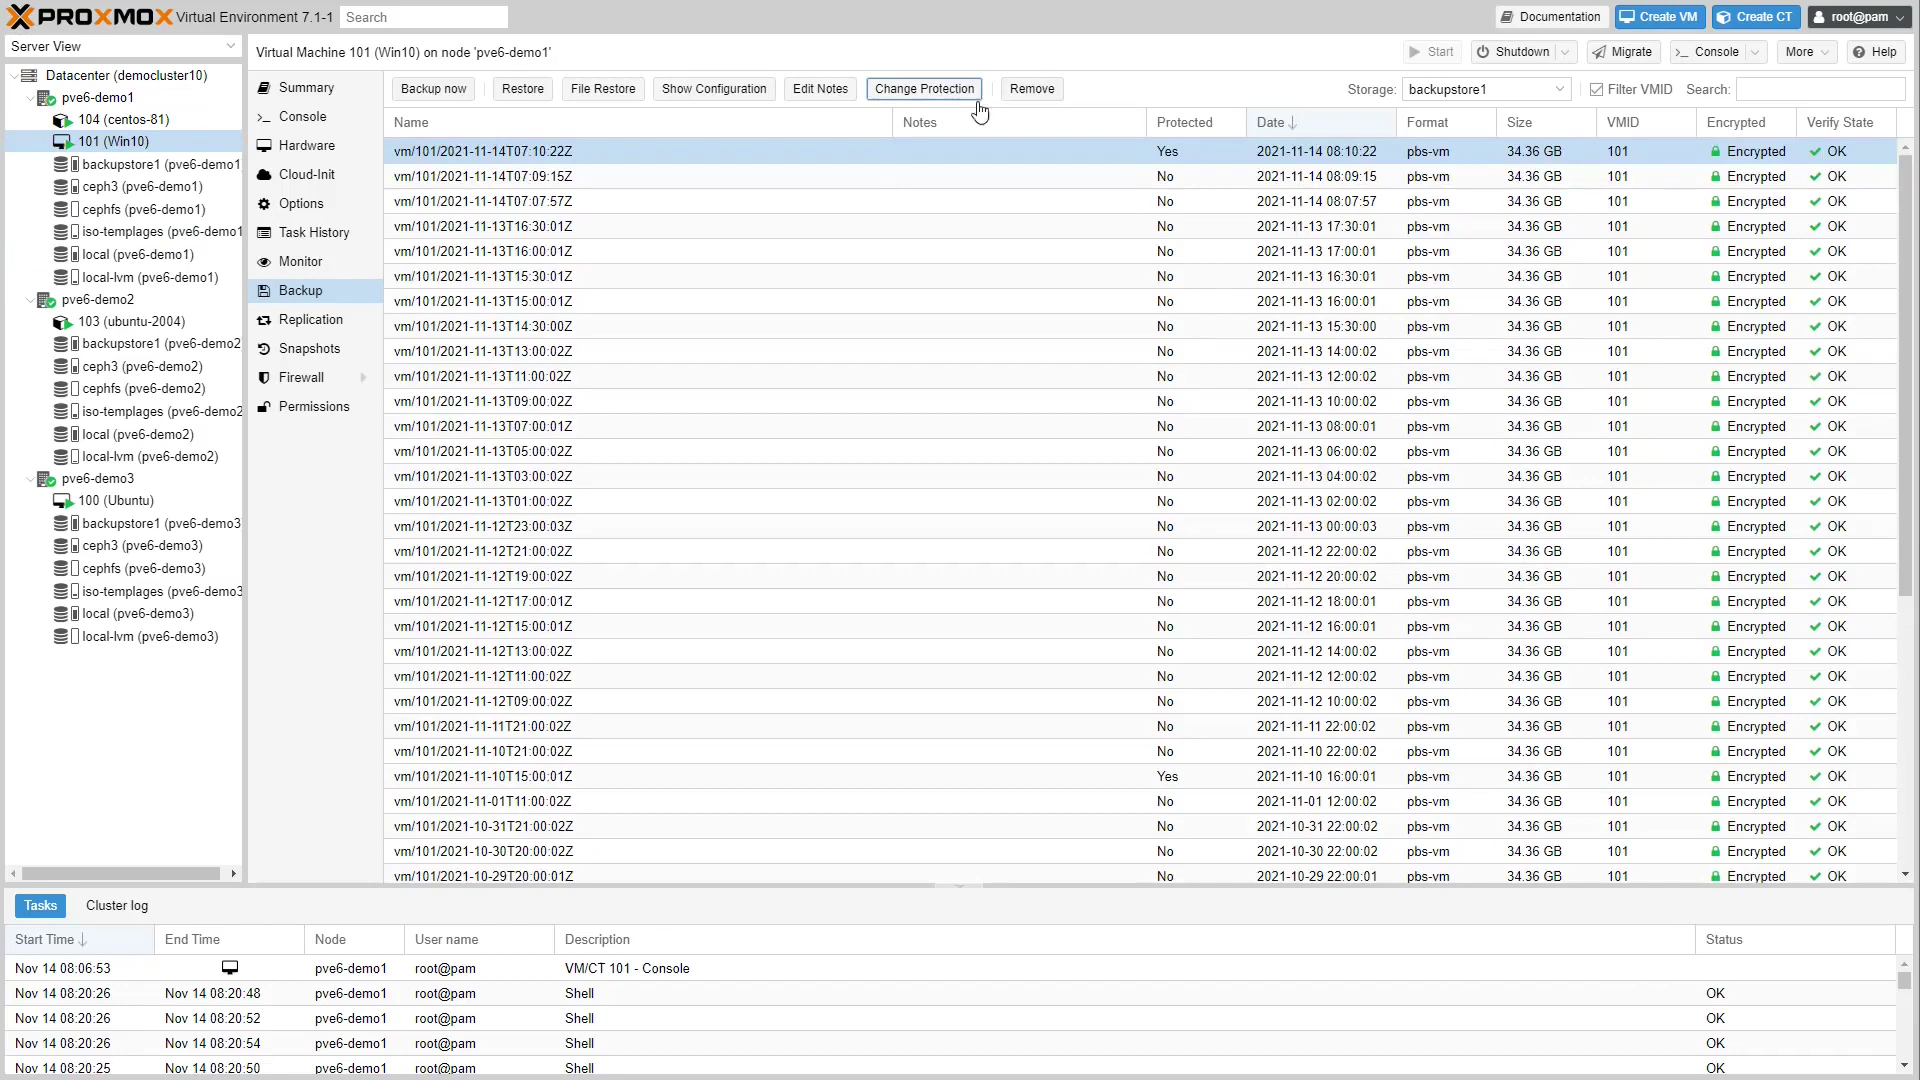 PROXMOX Virtual Environment 7.1-1 Search Documentation Create VM Create CT root@pam
Server View
Virtual Machine 101 (Win10) on node 'pve6-demo1' Start Shutdown Migrate Console More Help
Datacenter (democluster10)
pve6-demo1
104 (centos-81)
101 (Win10)
backupstore1 (pve6-demo1
ceph3 (pve6-demo1)
cephfs (pve6-demo1)
iso-templages (pve6-demo1
local (pve6-demo1)
local-lvm (pve6-demo1)
pve6-demo2
103 (ubuntu-2004)
backupstore1 (pve6-demo2
ceph3 (pve6-demo2)
cephfs (pve6-demo2)
iso-templages (pve6-demo2
local (pve6-demo2)
local-lvm (pve6-demo2)
pve6-demo3
100 (Ubuntu)
backupstore1 (pve6-demo3
ceph3 (pve6-demo3)
cephfs (pve6-demo3)
iso-templages (pve6-demo3
local (pve6-demo3)
local-lvm (pve6-demo3)
Summary
Console
Hardware
Cloud-Init
Options
Task History
Monitor
Backup
Replication
Snapshots
Firewall
Permissions
Backup now Restore File Restore Show Configuration Edit Notes Change Protection Remove Storage: backupstore1 Filter VMID Search:
Name Notes Protected Date Format Size VMID Encrypted Verify State
vm/101/2021-11-14T07:10:22Z Yes 2021-11-14 08:10:22 pbs-vm 34.36 GB 101 Encrypted OK
vm/101/2021-11-14T07:09:15Z No 2021-11-14 08:09:15 pbs-vm 34.36 GB 101 Encrypted OK
vm/101/2021-11-14T07:07:57Z No 2021-11-14 08:07:57 pbs-vm 34.36 GB 101 Encrypted OK
vm/101/2021-11-13T16:30:01Z No 2021-11-13 17:30:01 pbs-vm 34.36 GB 101 Encrypted OK
vm/101/2021-11-13T16:00:01Z No 2021-11-13 17:00:01 pbs-vm 34.36 GB 101 Encrypted OK
vm/101/2021-11-13T15:30:01Z No 2021-11-13 16:30:01 pbs-vm 34.36 GB 101 Encrypted OK
vm/101/2021-11-13T15:00:01Z No 2021-11-13 16:00:01 pbs-vm 34.36 GB 101 Encrypted OK
vm/101/2021-11-13T14:30:00Z No 2021-11-13 15:30:00 pbs-vm 34.36 GB 101 Encrypted OK
vm/101/2021-11-13T13:00:02Z No 2021-11-13 14:00:02 pbs-vm 34.36 GB 101 Encrypted OK
vm/101/2021-11-13T11:00:02Z No 2021-11-13 12:00:02 pbs-vm 34.36 GB 101 Encrypted OK
vm/101/2021-11-13T09:00:02Z No 2021-11-13 10:00:02 pbs-vm 34.36 GB 101 Encrypted OK
vm/101/2021-11-13T07:00:01Z No 2021-11-13 08:00:01 pbs-vm 34.36 GB 101 Encrypted OK
vm/101/2021-11-13T05:00:02Z No 2021-11-13 06:00:02 pbs-vm 34.36 GB 101 Encrypted OK
vm/101/2021-11-13T03:00:02Z No 2021-11-13 04:00:02 pbs-vm 34.36 GB 101 Encrypted OK
vm/101/2021-11-13T01:00:02Z No 2021-11-13 02:00:02 pbs-vm 34.36 GB 101 Encrypted OK
vm/101/2021-11-12T23:00:03Z No 2021-11-13 00:00:03 pbs-vm 34.36 GB 101 Encrypted OK
vm/101/2021-11-12T21:00:02Z No 2021-11-12 22:00:02 pbs-vm 34.36 GB 101 Encrypted OK
vm/101/2021-11-12T19:00:02Z No 2021-11-12 20:00:02 pbs-vm 34.36 GB 101 Encrypted OK
vm/101/2021-11-12T17:00:01Z No 2021-11-12 18:00:01 pbs-vm 34.36 GB 101 Encrypted OK
vm/101/2021-11-12T15:00:01Z No 2021-11-12 16:00:01 pbs-vm 34.36 GB 101 Encrypted OK
vm/101/2021-11-12T13:00:02Z No 2021-11-12 14:00:02 pbs-vm 34.36 GB 101 Encrypted OK
vm/101/2021-11-12T11:00:02Z No 2021-11-12 12:00:02 pbs-vm 34.36 GB 101 Encrypted OK
vm/101/2021-11-12T09:00:02Z No 2021-11-12 10:00:02 pbs-vm 34.36 GB 101 Encrypted OK
vm/101/2021-11-11T21:00:02Z No 2021-11-11 22:00:02 pbs-vm 34.36 GB 101 Encrypted OK
vm/101/2021-11-10T21:00:02Z No 2021-11-10 22:00:02 pbs-vm 34.36 GB 101 Encrypted OK
vm/101/2021-11-10T15:00:01Z Yes 2021-11-10 16:00:01 pbs-vm 34.36 GB 101 Encrypted OK
vm/101/2021-11-01T11:00:02Z No 2021-11-01 12:00:02 pbs-vm 34.36 GB 101 Encrypted OK
vm/101/2021-10-31T21:00:02Z No 2021-10-31 22:00:02 pbs-vm 34.36 GB 101 Encrypted OK
vm/101/2021-10-30T20:00:02Z No 2021-10-30 22:00:02 pbs-vm 34.36 GB 101 Encrypted OK
vm/101/2021-10-29T20:00:01Z No 2021-10-29 22:00:01 pbs-vm 34.36 GB 101 Encrypted OK
Tasks Cluster log
Start Time End Time Node User name Description Status
Nov 14 08:06:53 pve6-demo1 root@pam VM/CT 101 - Console
Nov 14 08:20:26 Nov 14 08:20:48 pve6-demo1 root@pam Shell OK
Nov 14 08:20:26 Nov 14 08:20:52 pve6-demo1 root@pam Shell OK
Nov 14 08:20:26 Nov 14 08:20:54 pve6-demo1 root@pam Shell OK
Nov 14 08:20:25 Nov 14 08:20:50 pve6-demo1 root@pam Shell OK